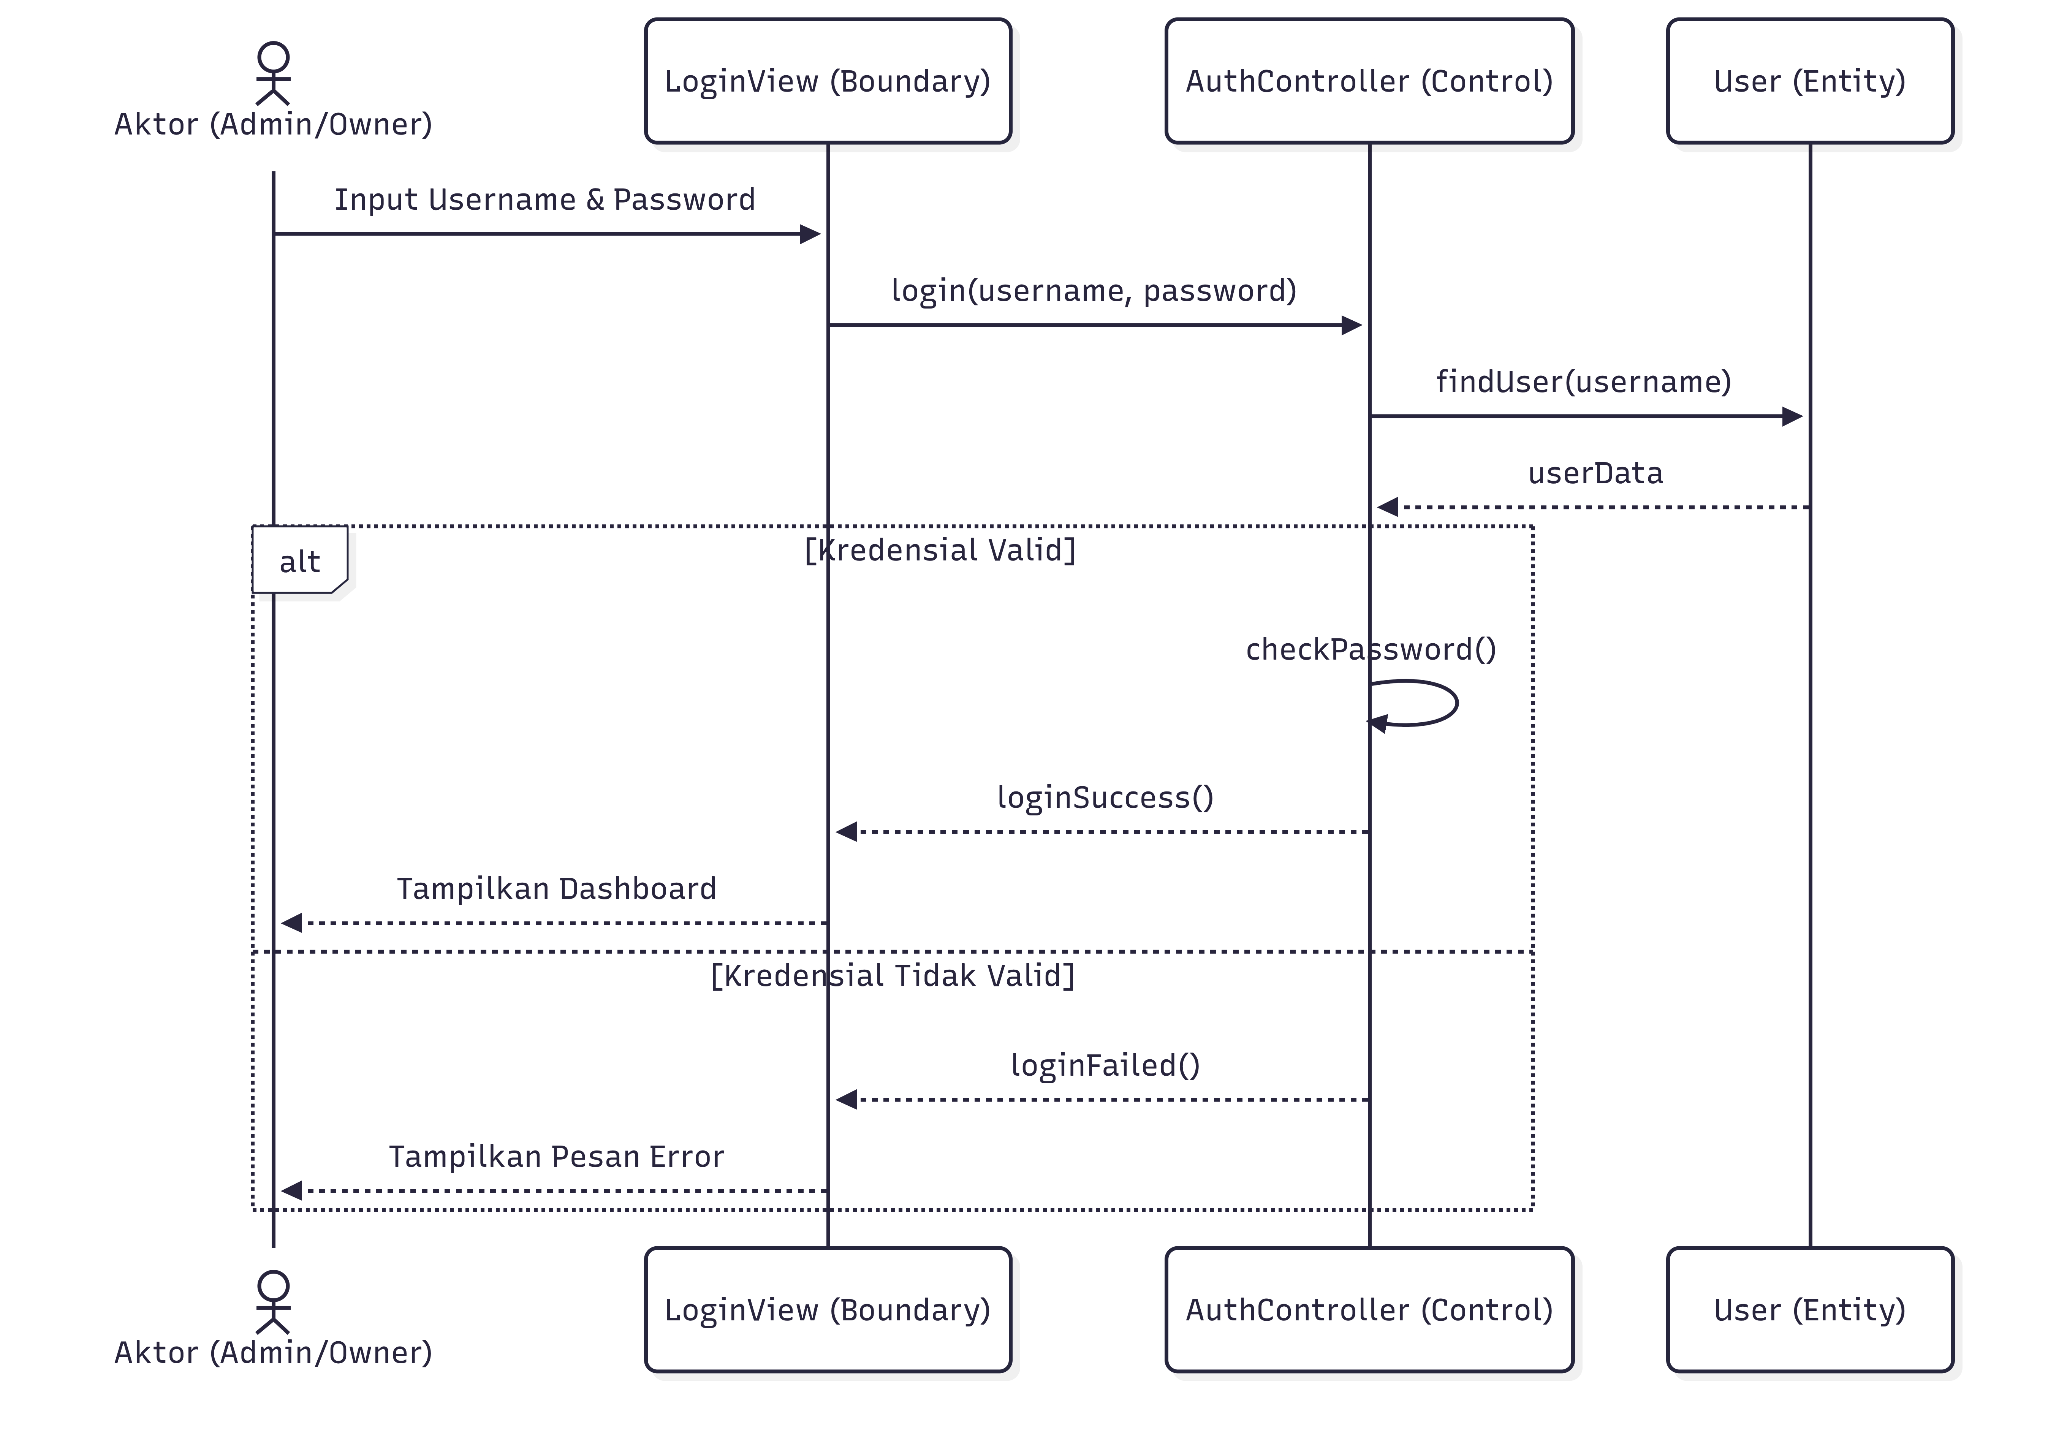 Aktor (Admin/Owner)
LoginView (Boundary)
AuthController (Control)
User (Entity)
Input Username & Password
login(username, password)
findUser(username)
userData
alt
[Kredensial Valid]
checkPassword()
loginSuccess()
Tampilkan Dashboard
[Kredensial Tidak Valid]
loginFailed()
Tampilkan Pesan Error
Aktor (Admin/Owner)
LoginView (Boundary)
AuthController (Control)
User (Entity)